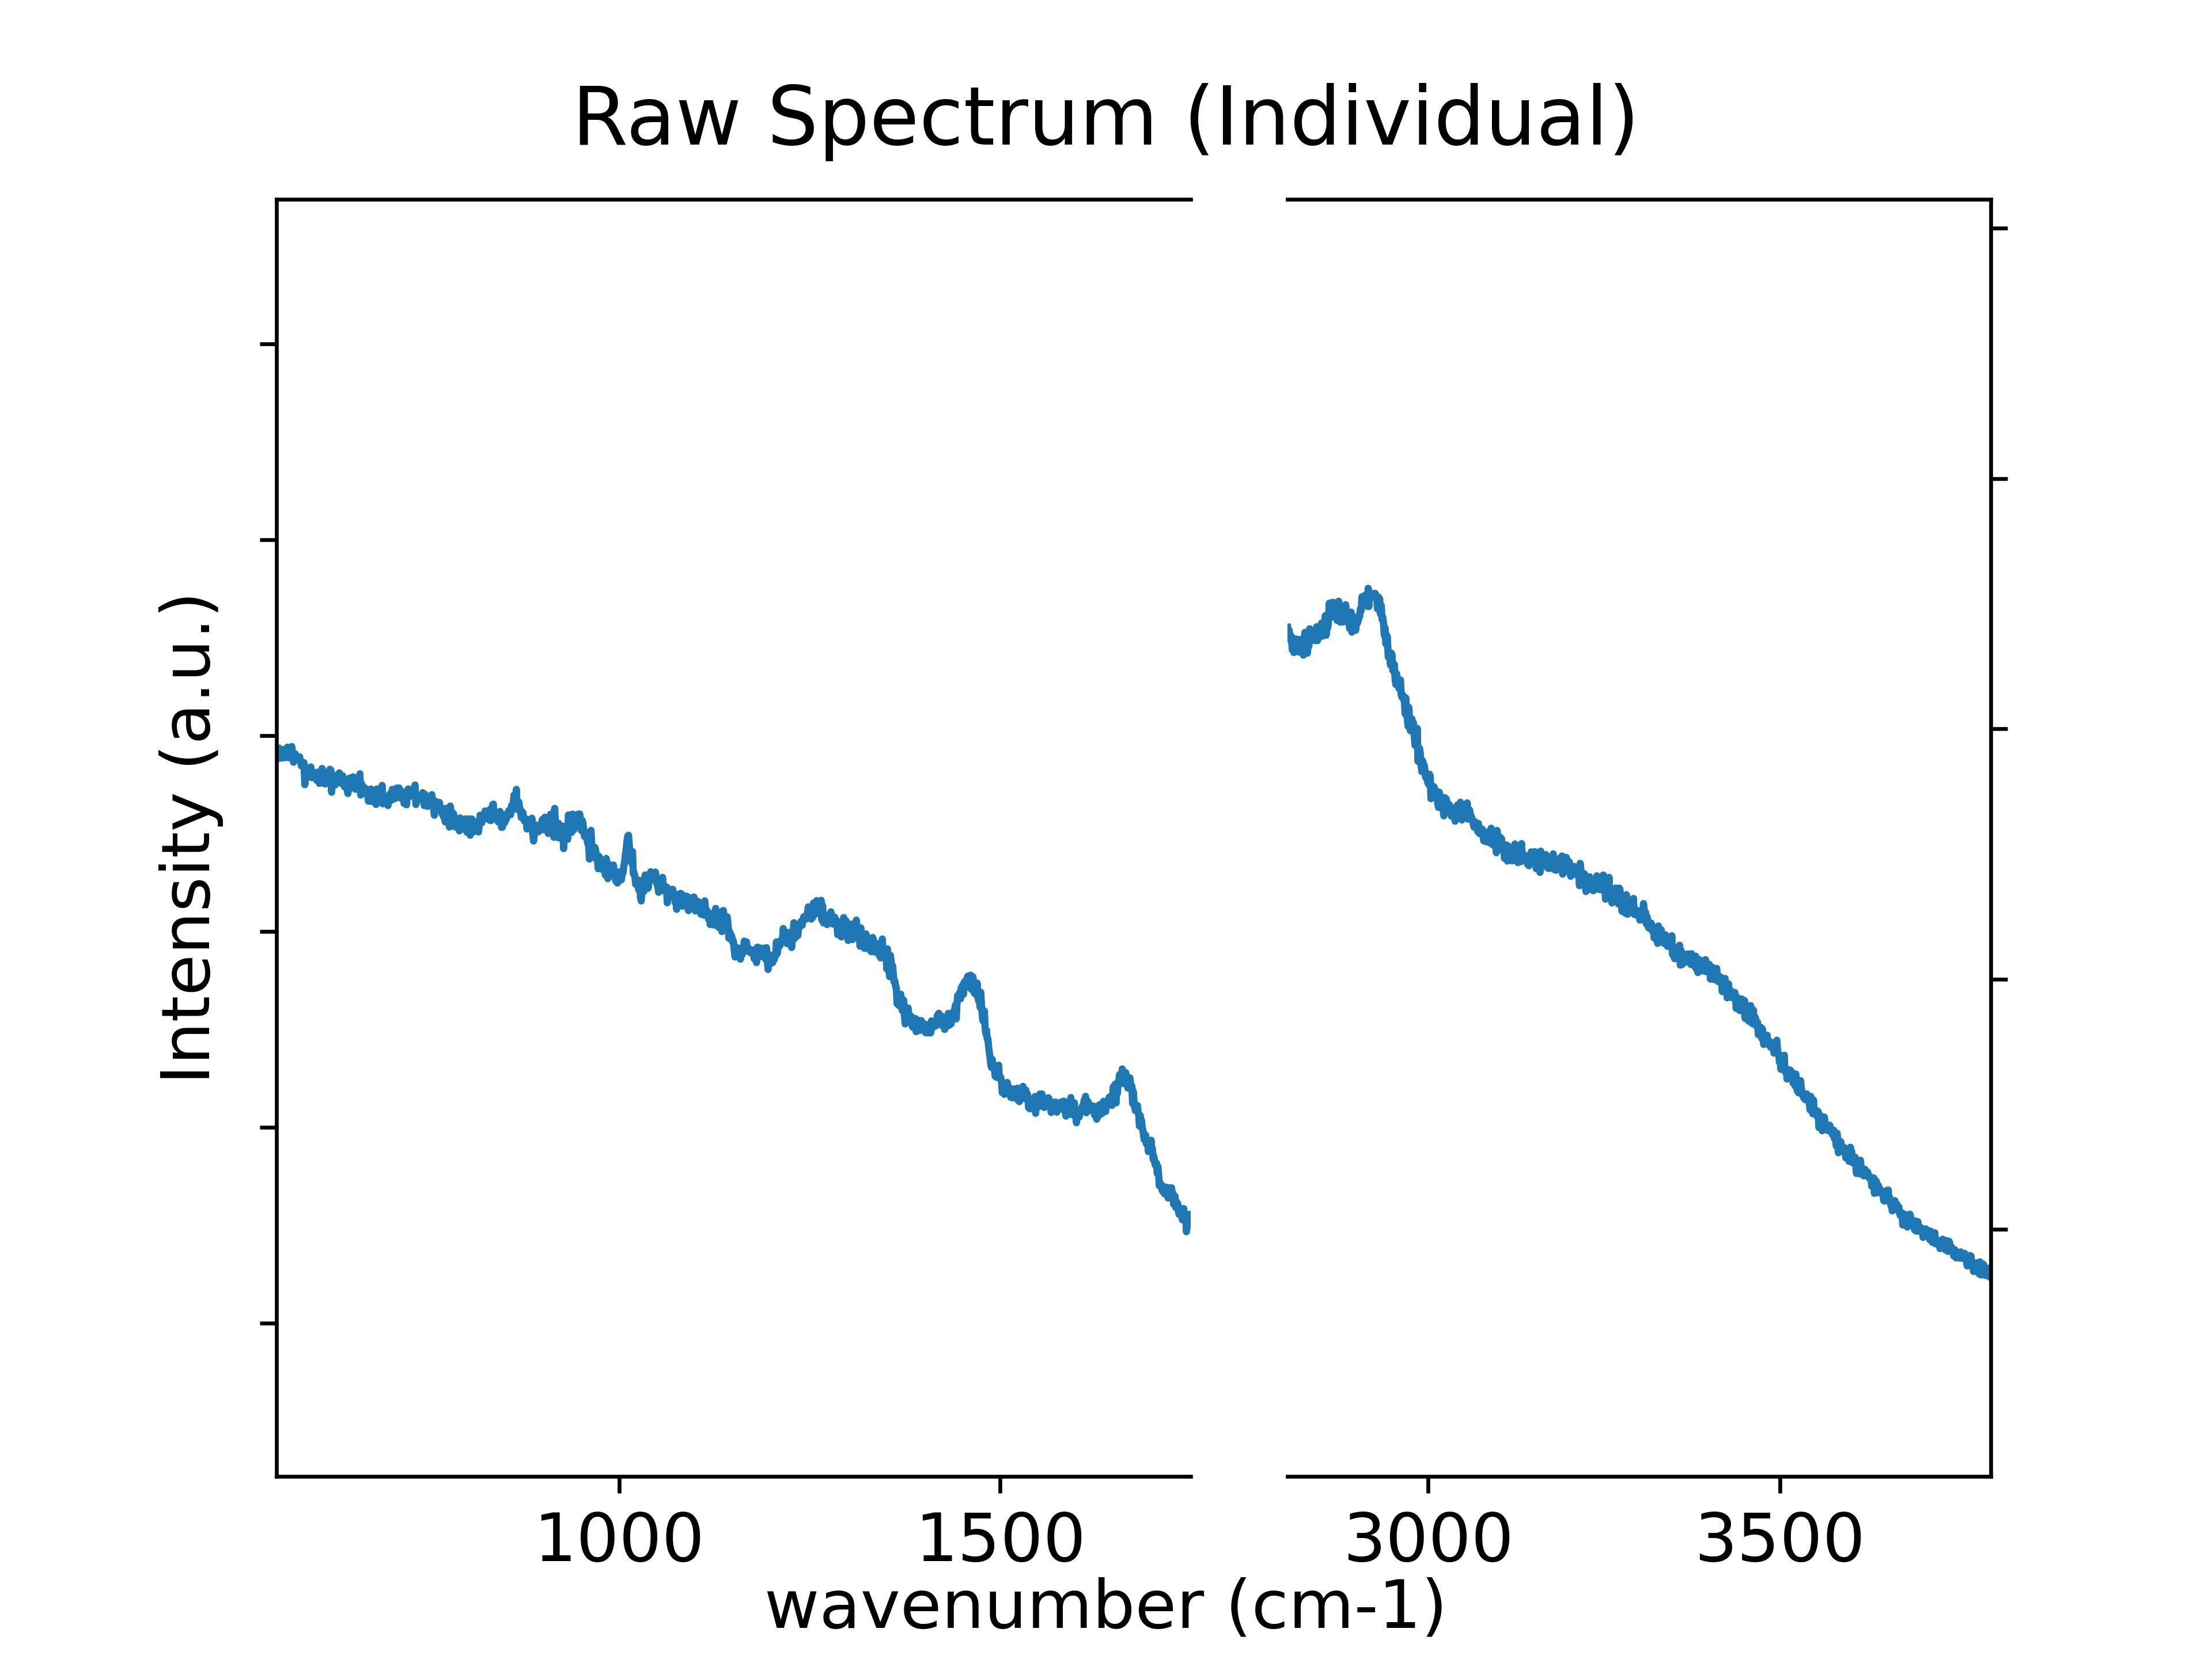 Raw Spectrum (Individual)
Intensity (a.u.)
1000 1500 3000 3500
wavenumber (cm-1)